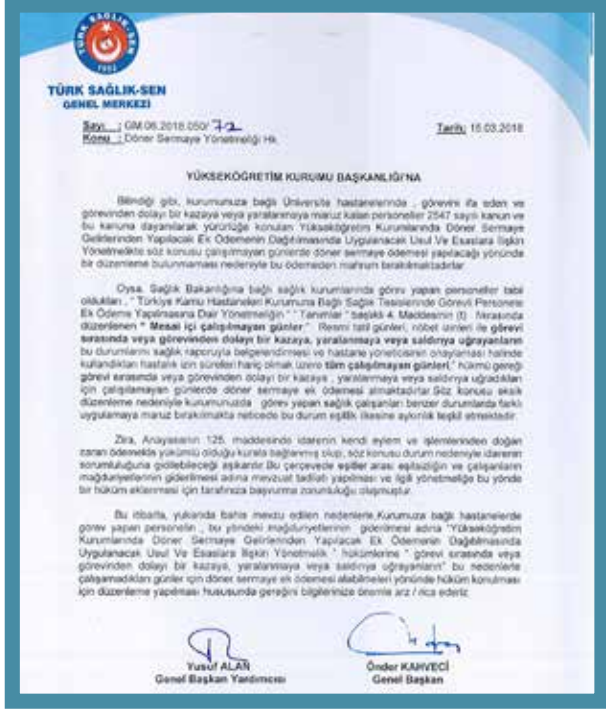 1992
TÜRK SAĞLIK-SEN
GENEL MERKEZİ
Sayı : GM.06.2018.050/ 72
Konu : Döner Sermaye Yönetmeliği Hk.
Tarih: 15.03.2018
YÜKSEKÖĞRETİM KURUMU BAŞKANLIĞI'NA
Bilindiği gibi, kurumunuza bağlı Üniversite hastanelerinde , görevini ifa eden ve
görevinden dolayı bir kazaya veya yaralanmaya maruz kalan personeller 2547 sayılı kanun ve
bu kanuna dayanılarak yürürlüğe konulan Yükseköğretim Kurumlarında Döner Sermaye
Gelirlerinden Yapılacak Ek Ödemenin Dağıtılmasında Uygulanacak Usul Ve Esaslara İlişkin
Yönetmelikte söz konusu çalışmayan günlerde döner sermaye ödemesi yapılacağı yönünde
bir düzenleme bulunmaması nedeniyle bu ödemeden mahrum bırakılmaktadırlar.
Oysa, Sağlık Bakanlığına bağlı sağlık kurumlarında görev yapan personeller tabi
oldukları , " Türkiye Kamu Hastaneleri Kurumuna Bağlı Sağlık Tesislerinde Görevli Personele
Ek Ödeme Yapılmasına Dair Yönetmeliğin " " Tanımlar " başlıklı 4. Maddesinin (f) . fıkrasında
düzenlenen " Mesai içi çalışılmayan günler:" Resmi tatil günleri, nöbet izinleri ile görevi
sırasında veya görevinden dolayı bir kazaya, yaralanmaya veya saldırıya uğrayanların
bu durumlarını sağlık raporuyla belgelendirmesi ve hastane yöneticisinin onaylaması halinde
kullandıkları hastalık izin süreleri hariç olmak üzere tüm çalışılmayan günleri," hükmü gereği
görevi sırasında veya görevinden dolayı bir kazaya , yaralanmaya veya saldırıya uğradıkları
için çalışılamayan günlerde döner sermaye ek ödemesi almaktadırlar.Söz konusu eksik
düzenleme nedeniyle kurumunuzda görev yapan sağlık çalışanları benzer durumlarda farklı
uygulamaya maruz bırakılmakta neticede bu durum eşitlik ilkesine aykırılık teşkil etmektedir.
Zira, Anayasanın 125. maddesinde idarenin kendi eylem ve işlemlerinden doğan
zararı ödemekle yükümlü olduğu kurala bağlanmış olup, söz konusu durum nedeniyle idarenin
sorumluluğuna gidilebileceği aşikardır.Bu çerçevede eşitler arası eşitsizliğin ve çalışanların
mağduriyetlerinin giderilmesi adına mevzuat tadilatı yapılması ve ilgili yönetmeliğe bu yönde
bir hüküm eklenmesi için tarafınıza başvurma zorunluluğu oluşmuştur.
Bu itibarla, yukarıda bahis mevzu edilen nedenlerle,Kurumunuza bağlı hastanelerde
görev yapan personelin , bu yöndeki mağduriyetlerinin giderilmesi adına "Yükseköğretim
Kurumlarında Döner Sermaye Gelirlerinden Yapılacak Ek Ödemenin Dağıtılmasında
Uygulanacak Usul Ve Esaslara İlişkin Yönetmelik " hükümlerine " görevi sırasında veya
görevinden dolayı bir kazaya, yaralanmaya veya saldırıya uğrayanların" bu nedenlerle
çalışamadıkları günler için döner sermaye ek ödemesi alabilmeleri yönünde hüküm konulması
için düzenleme yapılması hususunda gereğini bilgilerinize önemle arz / rica ederiz.
Yusuf ALAN
Genel Başkan Yardımcısı
Önder KAHVECİ
Genel Başkan